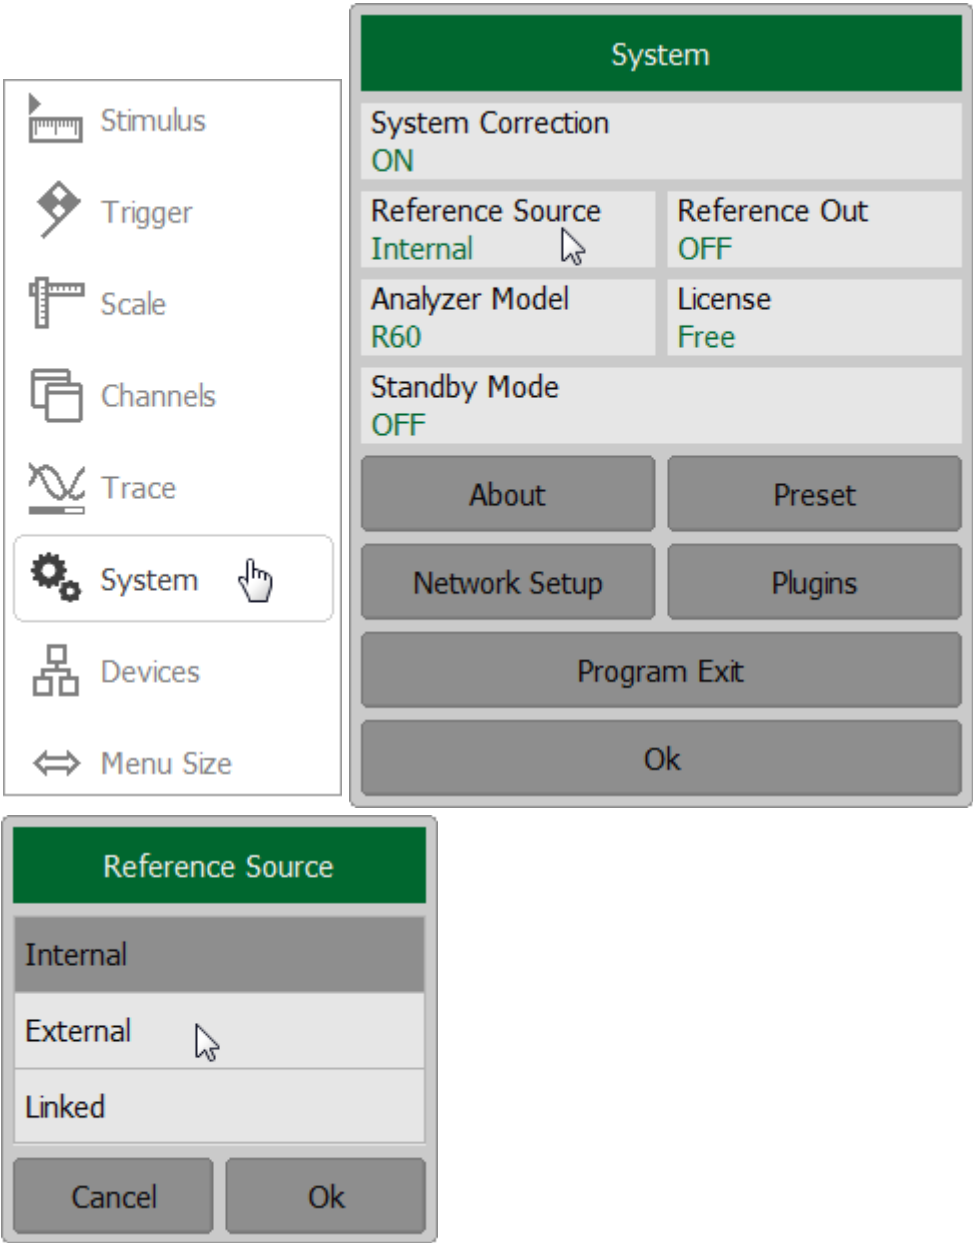 Stimulus
Trigger
Scale
Channels
Trace
System
Devices
Menu Size
System
System Correction
ON
Reference Source
Internal
Reference Out
OFF
Analyzer Model
R60
License
Free
Standby Mode
OFF
About
Preset
Network Setup
Plugins
Program Exit
Ok
Reference Source
Internal
External
Linked
Cancel
Ok